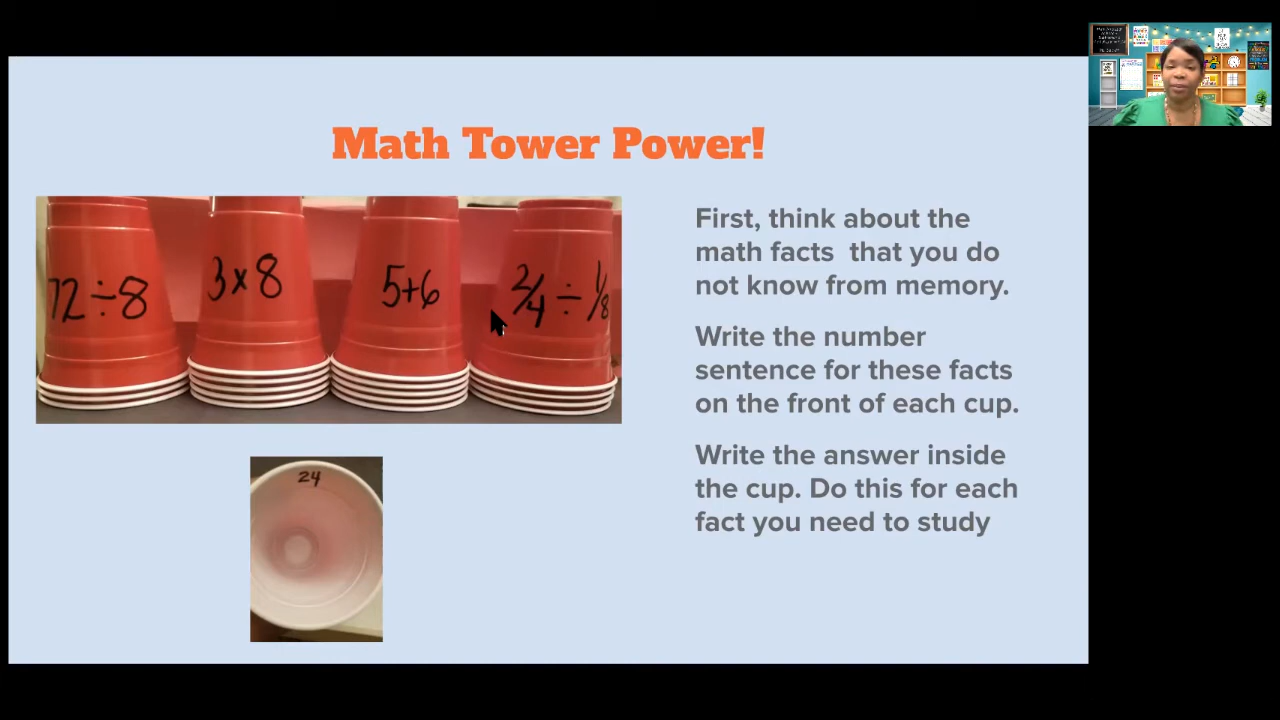 Math Tower Power!
72÷8
3x8
5+6
2/4 ÷ 1/8
24
First, think about the
math facts  that you do
not know from memory.
Write the number
sentence for these facts
on the front of each cup.
Write the answer inside
the cup. Do this for each
fact you need to study